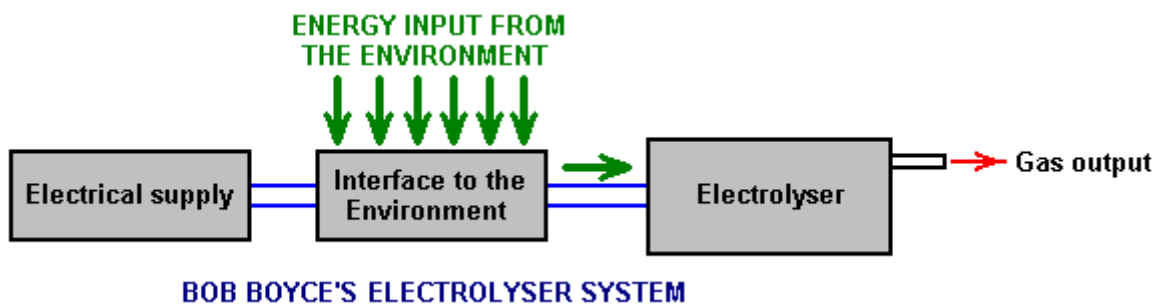 ENERGY INPUT FROM
THE ENVIRONMENT
Electrical supply
Interface to the
Environment
Electrolyser
Gas output
BOB BOYCE'S ELECTROLYSER SYSTEM